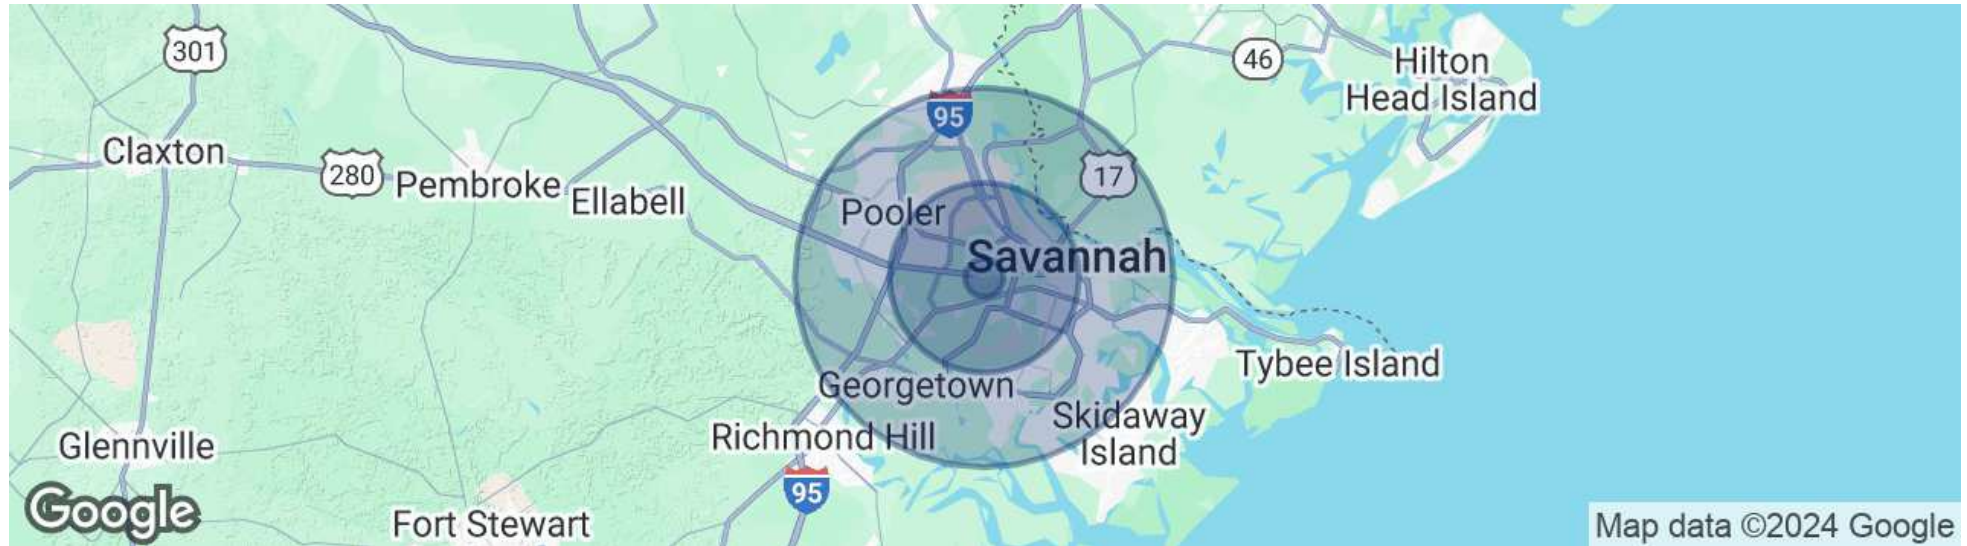 301
46
Hilton
Head Island
95
Claxton
280
Pembroke
Ellabell
17
Pooler
Savannah
Tybee Island
Georgetown
Skidaway
Island
Richmond Hill
Glennville
95
Google
Fort Stewart
Map data ©2024 Google